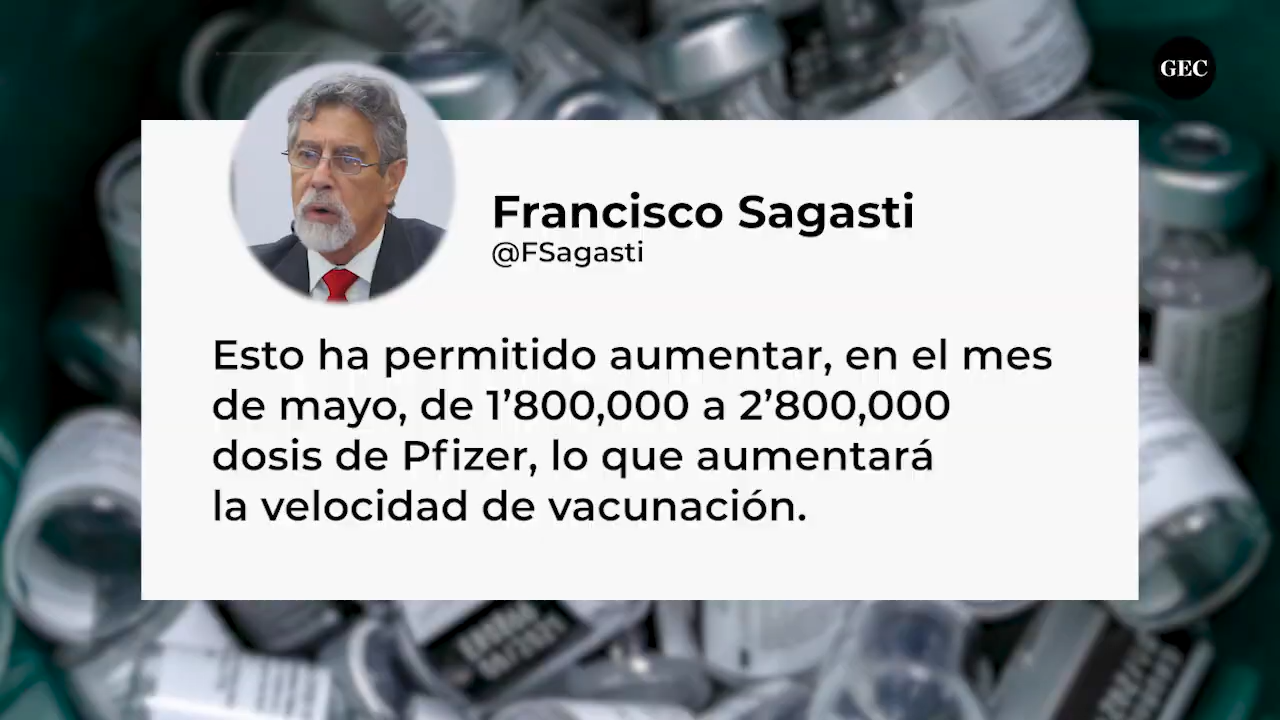 GEC
Francisco Sagasti
@FSagasti
Esto ha permitido aumentar, en el mes
de mayo, de 1’800,000 a 2’800,000
dosis de Pfizer, lo que aumentará
la velocidad de vacunación.